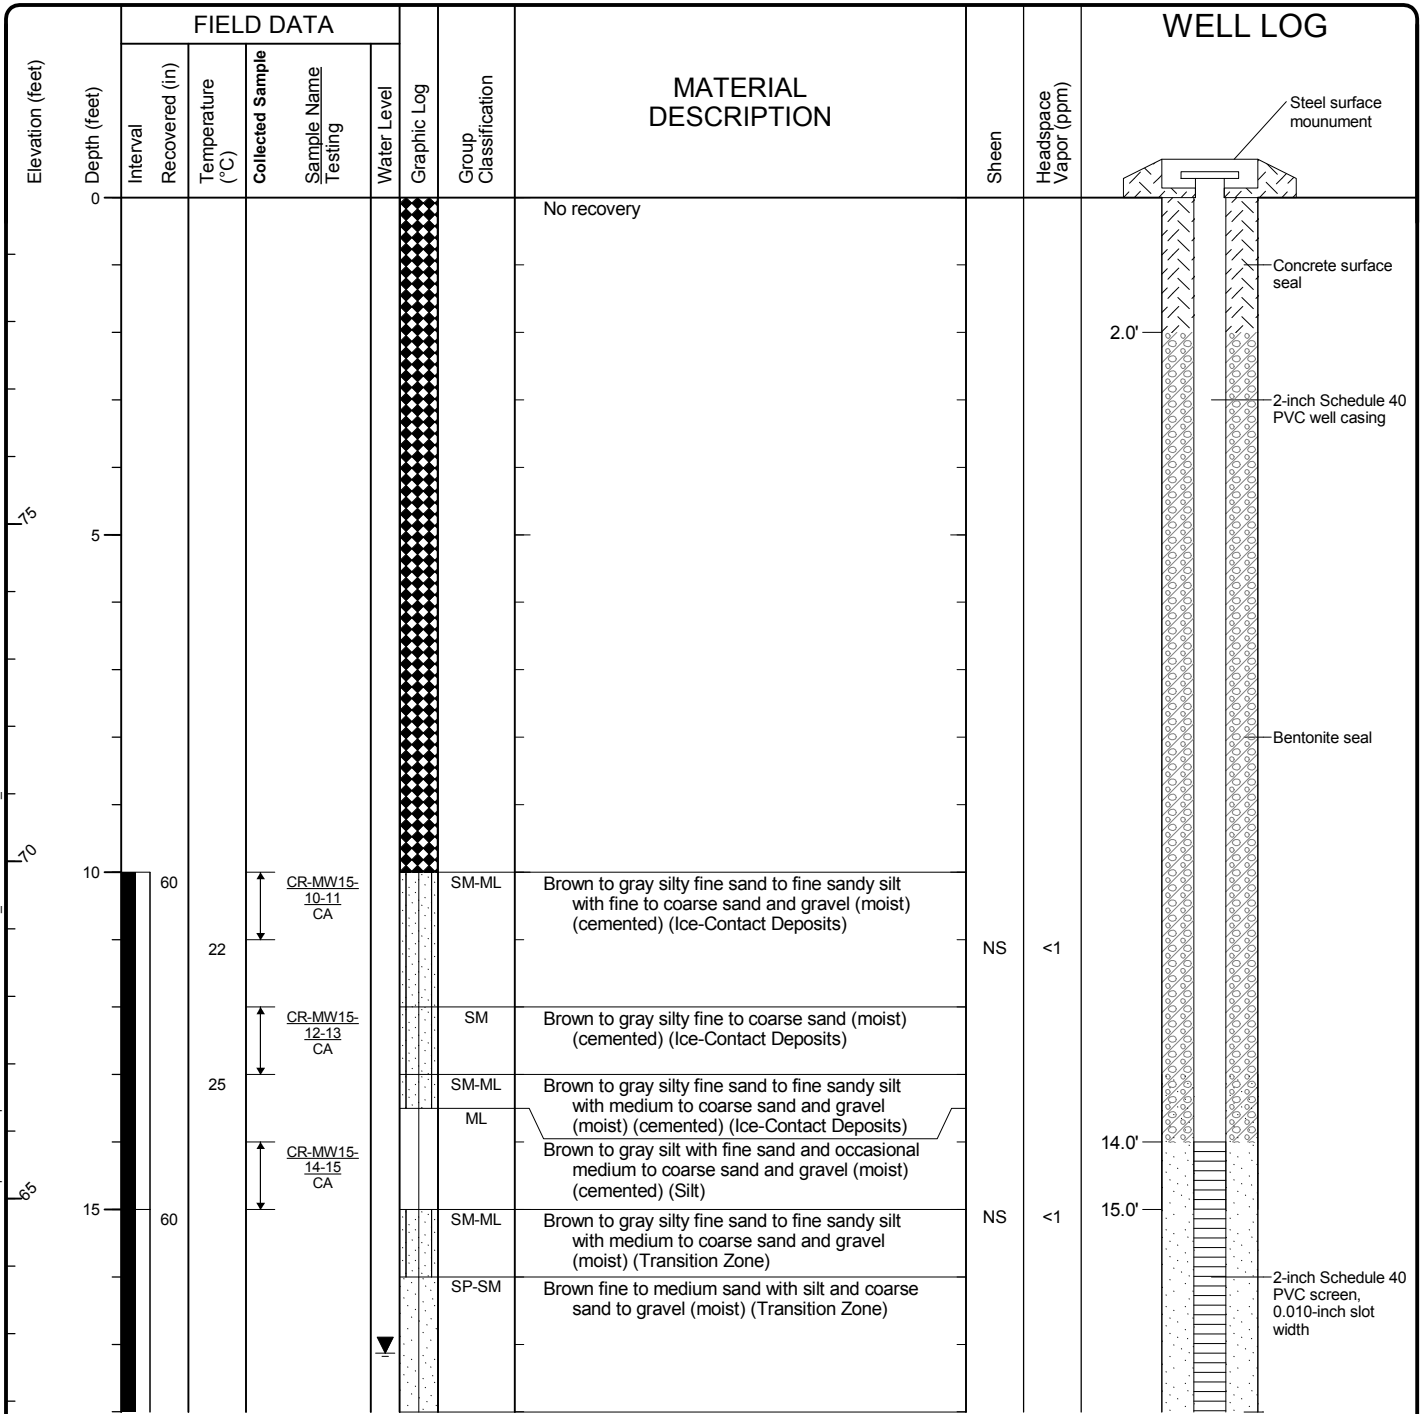 FIELD DATA
WELL LOG
Elevation (feet)
Depth (feet)
Interval
Recovered (in)
Temperature
(°C)
Collected Sample
Sample Name
Testing
Water Level
Graphic Log
Group
Classification
MATERIAL
DESCRIPTION
Sheen
Headspace
Vapor (ppm)
Steel surface
mounument
0
No recovery
Concrete surface
seal
2.0'
2-inch Schedule 40
PVC well casing
75
5
Bentonite seal
70
10
60
CR-MW15-
10-11
CA
SM-ML
Brown to gray silty fine sand to fine sandy silt
with fine to coarse sand and gravel (moist)
(cemented) (Ice-Contact Deposits)
22
NS
<1
CR-MW15-
12-13
CA
SM
Brown to gray silty fine to coarse sand (moist)
(cemented) (Ice-Contact Deposits)
25
SM-ML
Brown to gray silty fine sand to fine sandy silt
with medium to coarse sand and gravel
(moist) (cemented) (Ice-Contact Deposits)
ML
Brown to gray silt with fine sand and occasional
medium to coarse sand and gravel (moist)
(cemented) (Silt)
CR-MW15-
14-15
CA
14.0'
65
15
60
SM-ML
Brown to gray silty fine sand to fine sandy silt
with medium to coarse sand and gravel
(moist) (Transition Zone)
NS
<1
15.0'
SP-SM
Brown fine to medium sand with silt and coarse
sand to gravel (moist) (Transition Zone)
2-inch Schedule 40
PVC screen,
0.010-inch slot
width